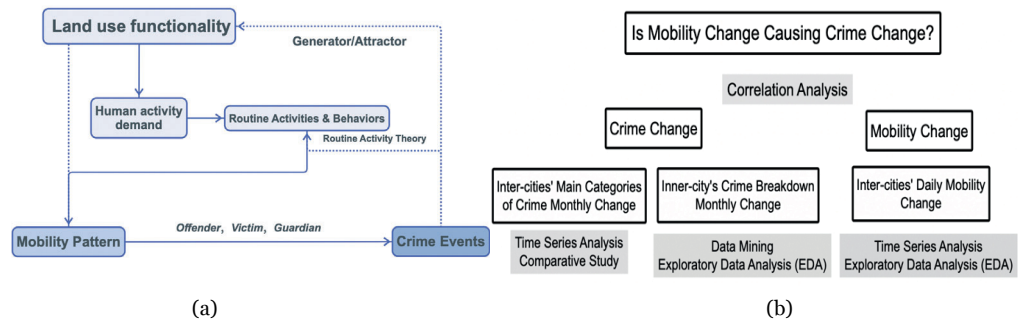 Land use functionality
Generator/Attractor
Human activity
demand
Routine Activities & Behaviors
Routine Activity Theory
Mobility Pattern
Offender, Victim, Guardian
Crime Events
(a)
Is Mobility Change Causing Crime Change?
Correlation Analysis
Crime Change
Mobility Change
Inter-cities' Main Categories
of Crime Monthly Change
Inner-city's Crime Breakdown
Monthly Change
Inter-cities' Daily Mobility
Change
Time Series Analysis
Comparative Study
Data Mining
Exploratory Data Analysis (EDA)
Time Series Analysis
Exploratory Data Analysis (EDA)
(b)